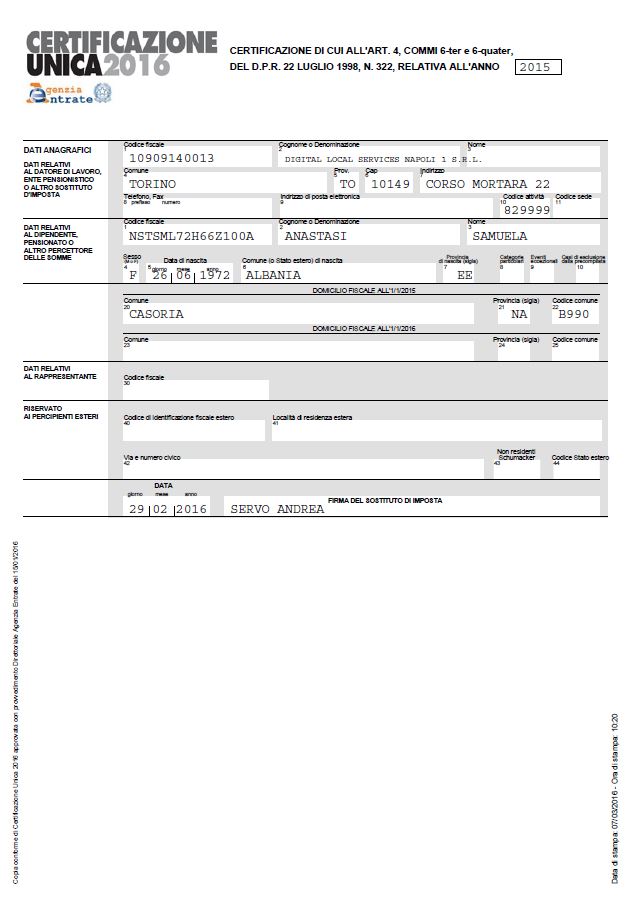 CERTIFICAZIONE
UNICA2016
CERTIFICAZIONE DI CUI ALL'ART. 4, COMMI 6-ter e 6-quater,
DEL D.P.R. 22 LUGLIO 1998, N. 322, RELATIVA ALL'ANNO 2015
Agenzia
Entrate
DATI ANAGRAFICI
DATI RELATIVI
AL DATORE DI LAVORO,
ENTE PENSIONISTICO
O ALTRO SOSTITUTO
D'IMPOSTA
Codice fiscale Cognome o Denominazione Nome
1 2 3
10909140013 DIGITAL LOCAL SERVICES NAPOLI 1 S.R.L.
Comune Prov. Cap Indirizzo
4 5 6 7
TORINO TO 10149 CORSO MORTARA 22
Telefono, Fax Indirizzo di posta elettronica Codice attività Codice sede
8 prefisso numero 9 10 11
829999
DATI RELATIVI
AL DIPENDENTE,
PENSIONATO O
ALTRO PERCETTORE
DELLE SOMME
Codice fiscale Cognome o Denominazione Nome
1 2 3
NSTSML72H66Z100A ANASTASI SAMUELA
Sesso (M o F) Data di nascita Comune (o Stato estero) di nascita Provincia di nascita (sigla) Categorie particolari Eventi eccezionali Casi di esclusione dalla precompilata
4 5 giorno mese anno 6 7 8 9 10
F 26 06 1972 ALBANIA EE
DOMICILIO FISCALE ALL'1/1/2015
Comune Provincia (sigla) Codice comune
20 21 22
CASORIA NA B990
DOMICILIO FISCALE ALL'1/1/2016
Comune Provincia (sigla) Codice comune
23 24 25
DATI RELATIVI
AL RAPPRESENTANTE
Codice fiscale
30
RISERVATO
AI PERCIPIENTI ESTERI
Codice di identificazione fiscale estero Località di residenza estera
40 41
Via e numero civico Non residenti Schumacker Codice Stato estero
42 43 44
DATA
giorno mese anno FIRMA DEL SOSTITUTO DI IMPOSTA
29 02 2016 SERVO ANDREA
Copia conforme di Certificazione Unica 2016 approvata con provvedimento Direttoriale Agenzia Entrate del 15/01/2016
Data di stampa: 07/03/2016 - Ora di stampa: 10:20